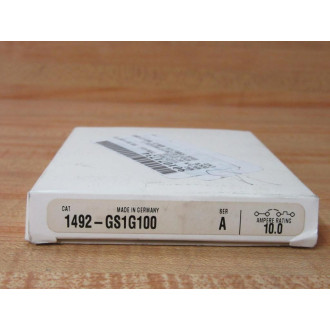 CAT
MADE IN GERMANY
SER
1492-GS1G100
A
AMPERE RATING
10.0